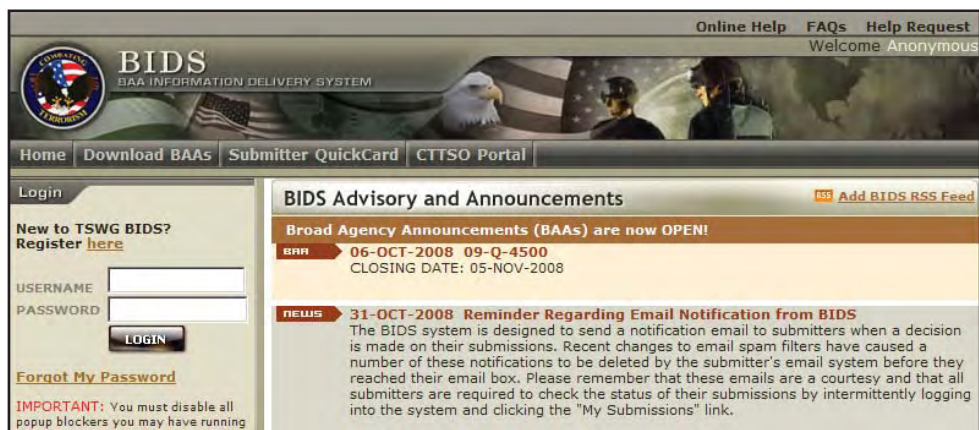 Online Help FAQs Help Request
Welcome Anonymous
COMBATING
TERRORISM
BIDS
BAA INFORMATION DELIVERY SYSTEM
Home Download BAAs Submitter QuickCard CTTSO Portal
Login
New to TSWG BIDS?
Register here
USERNAME
PASSWORD
LOGIN
Forgot My Password
IMPORTANT: You must disable all
popup blockers you may have running
BIDS Advisory and Announcements
RSS Add BIDS RSS Feed
Broad Agency Announcements (BAAs) are now OPEN!
BAA 06-OCT-2008 09-Q-4500
CLOSING DATE: 05-NOV-2008
news 31-OCT-2008 Reminder Regarding Email Notification from BIDS
The BIDS system is designed to send a notification email to submitters when a decision
is made on their submissions. Recent changes to email spam filters have caused a
number of these notifications to be deleted by the submitter's email system before they
reached their email box. Please remember that these emails are a courtesy and that all
submitters are required to check the status of their submissions by intermittently logging
into the system and clicking the "My Submissions" link.